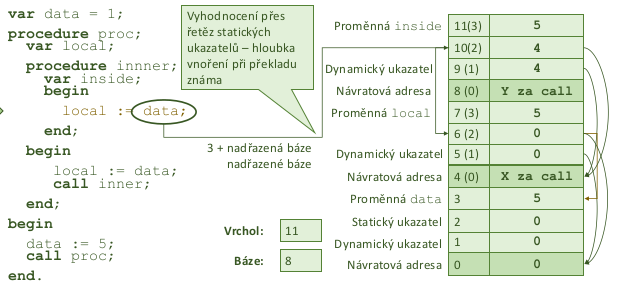 var data = 1;
procedure proc;
var local;
procedure innner;
var inside;
begin
local := data;
end;
begin
local := data;
call inner;
end;
begin
data := 5;
call proc;
end.
Vyhodnocení přes
řetěz statických
ukazatelů – hloubka
vnoření při překladu
známa
3 + nadřazená báze
nadřazené báze
Vrchol: 11
Báze: 8
Proměnná inside 11(3) 5
10(2) 4
Dynamický ukazatel 9 (1) 4
Návratová adresa 8 (0) Y za call
Proměnná local 7 (3) 5
6 (2) 0
Dynamický ukazatel 5 (1) 0
Návratová adresa 4 (0) X za call
Proměnná data 3 5
Statický ukazatel 2 0
Dynamický ukazatel 1 0
Návratová adresa 0 0